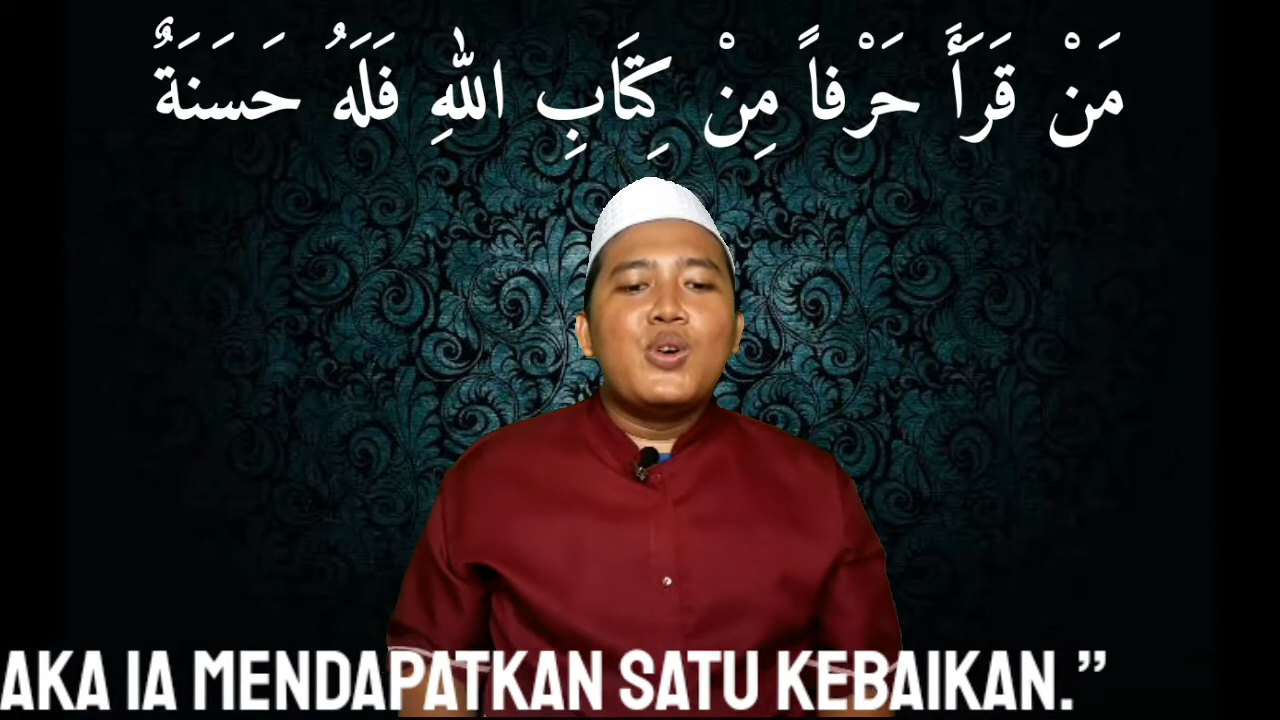 مَنْ قَرَأََ حَرْفاً مِنْ كِتَابِ اللهِ فَلَهُ حَسَنَةٌ
AKA IA MENDAPATKAN SATU KEBAIKAN.”